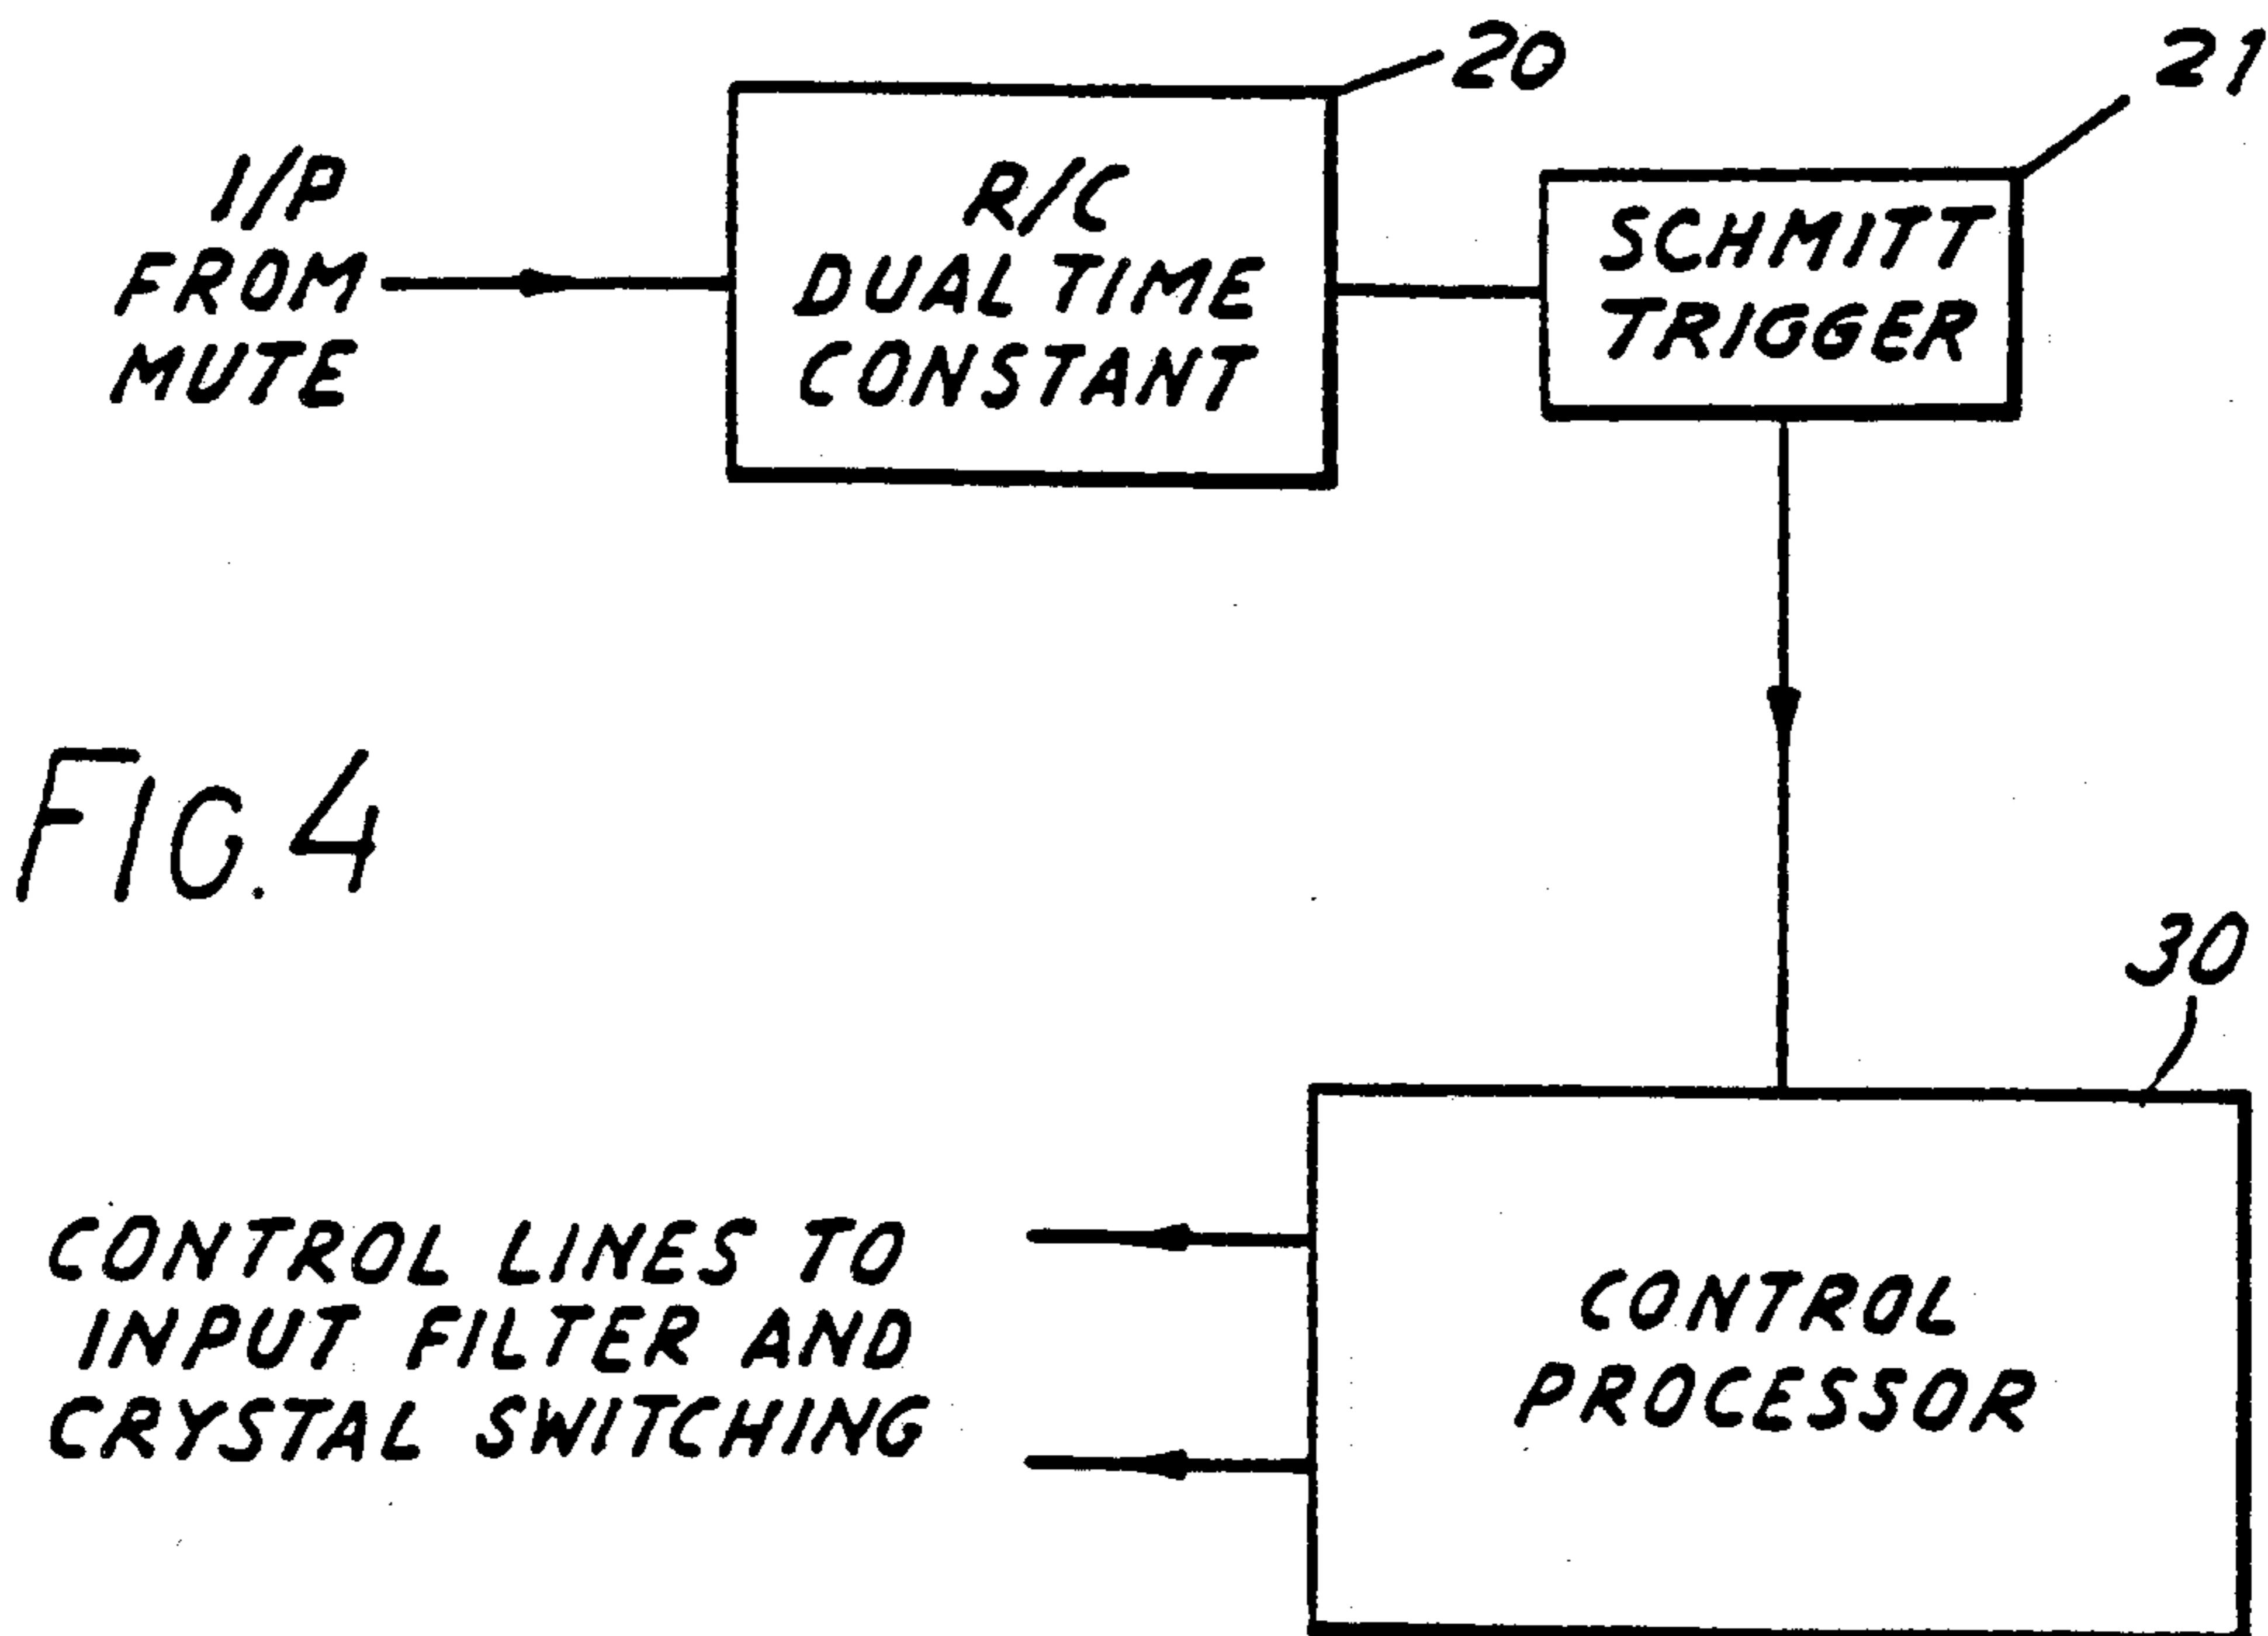 20
21
I/P
FROM
MUTE
R/C
DUAL TIME
CONSTANT
SCHMITT
TRIGGER
FIG. 4
30
CONTROL LINES TO
INPUT FILTER AND
CRYSTAL SWITCHING
CONTROL
PROCESSOR